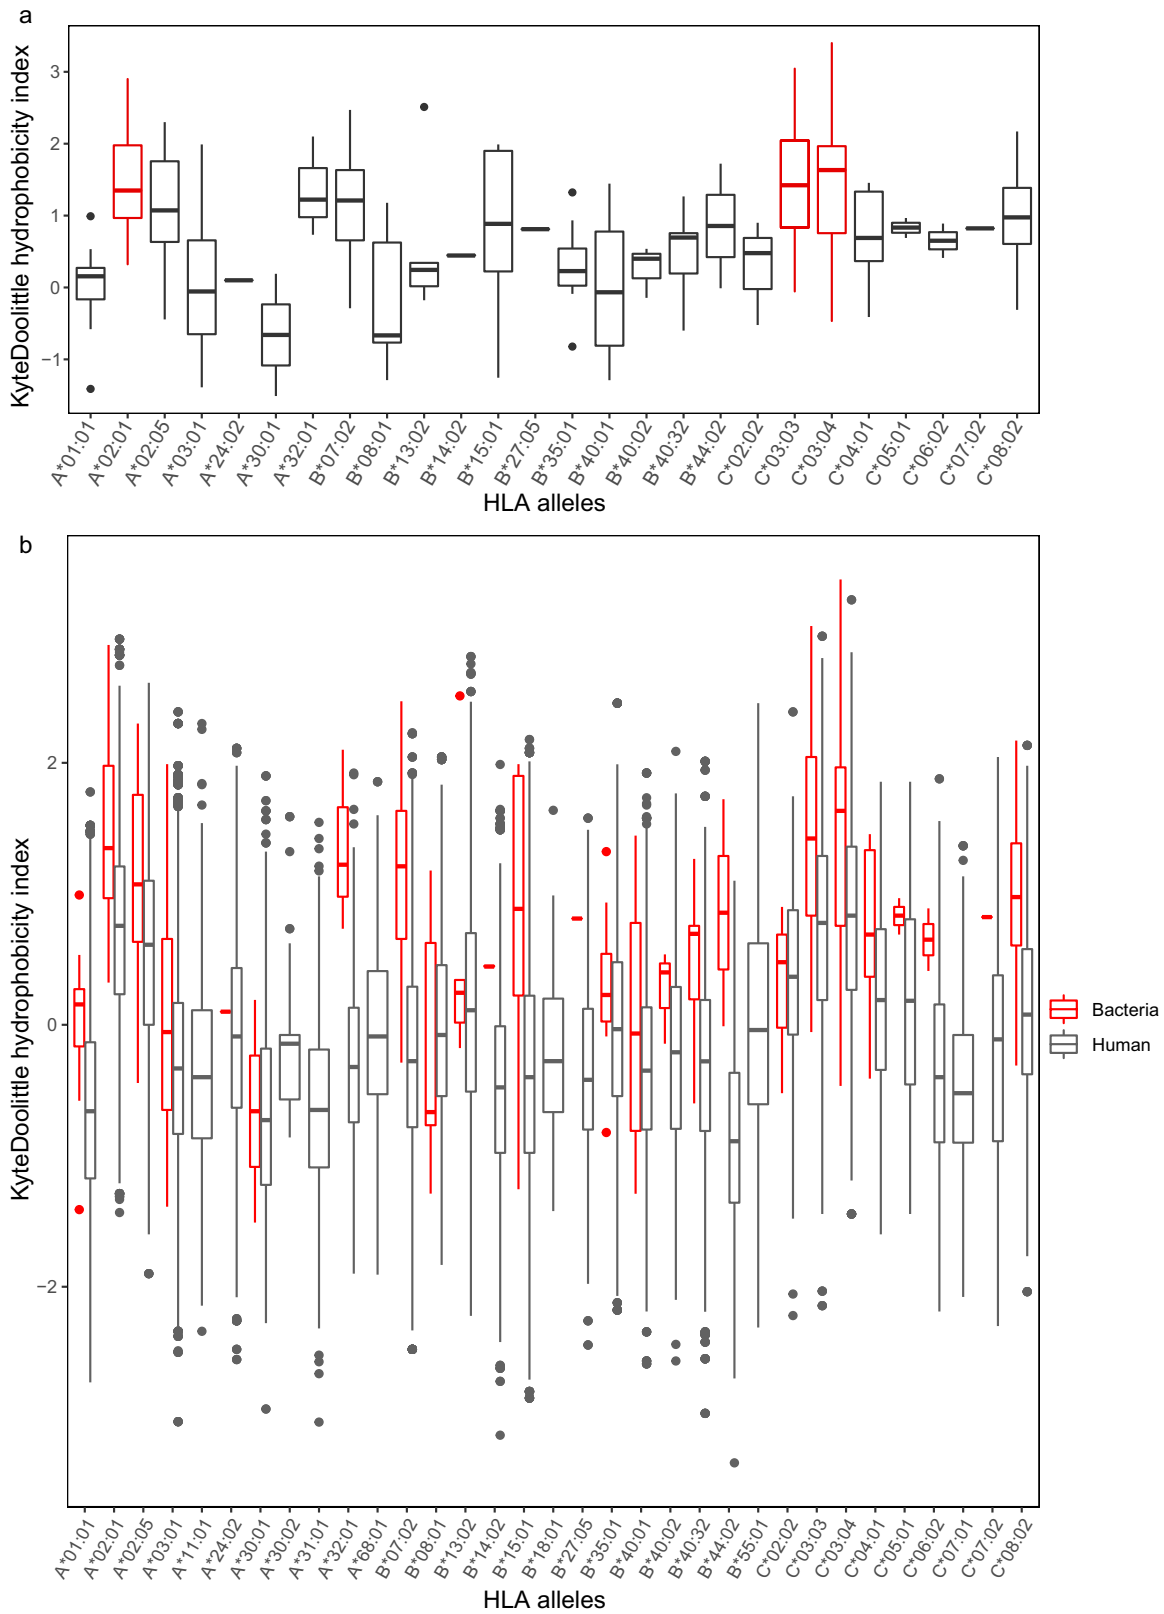 a
KyteDoolittle hydrophobicity index
3
2
1
0
−1
A*01:01
A*02:01
A*02:05
A*03:01
A*24:02
A*30:01
A*32:01
B*07:02
B*08:01
B*13:02
B*14:02
B*15:01
B*27:05
B*35:01
B*40:01
B*40:02
B*40:32
B*44:02
C*02:02
C*03:03
C*03:04
C*04:01
C*05:01
C*06:02
C*07:02
C*08:02
HLA alleles
b
KyteDoolittle hydrophobicity index
2
0
−2
A*01:01
A*02:01
A*02:05
A*03:01
A*11:01
A*24:02
A*30:01
A*30:02
A*31:01
A*32:01
A*68:01
B*07:02
B*08:01
B*13:02
B*14:02
B*15:01
B*18:01
B*27:05
B*35:01
B*40:01
B*40:02
B*40:32
B*44:02
B*55:01
C*02:02
C*03:03
C*03:04
C*04:01
C*05:01
C*06:02
C*07:01
C*07:02
C*08:02
HLA alleles
Bacteria
Human